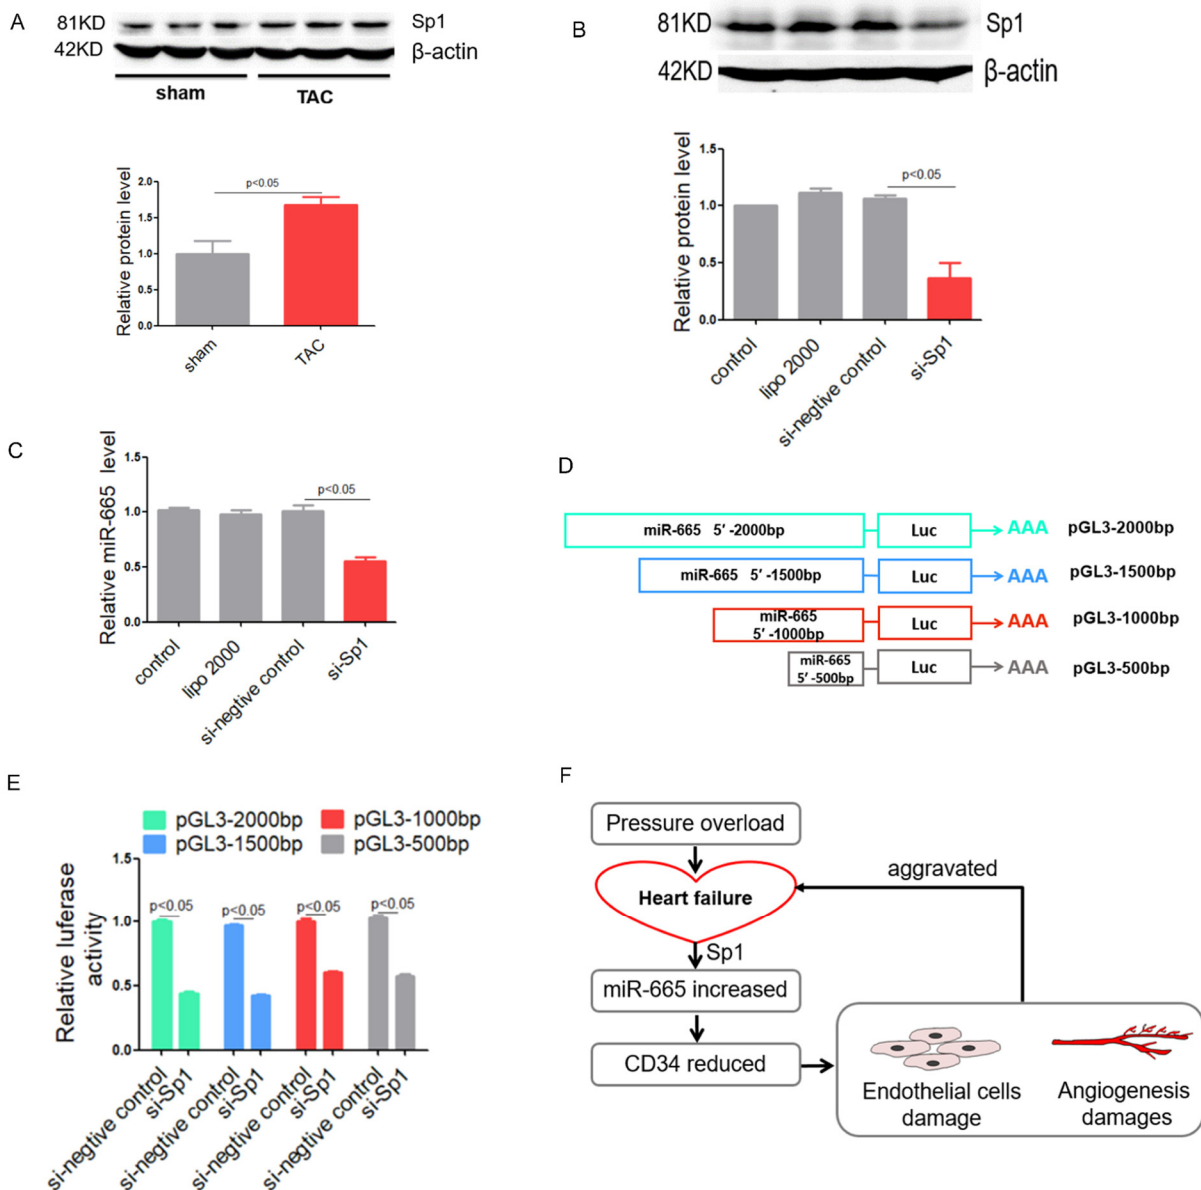 A
81KD
Sp1
42KD
β-actin
sham
TAC
Relative protein level
2.0
1.5
1.0
0.5
0.0
p<0.05
sham
TAC
B
81KD
Sp1
42KD
β-actin
Relative protein level
1.5
1.0
0.5
0.0
p<0.05
control
lipo 2000
si-negtive control
si-Sp1
C
Relative miR-665 level
1.5
1.0
0.5
0.0
p<0.05
control
lipo 2000
si-negtive control
si-Sp1
D
miR-665 5′ -2000bp
Luc
AAA
pGL3-2000bp
miR-665 5′ -1500bp
Luc
AAA
pGL3-1500bp
miR-665
5′ -1000bp
Luc
AAA
pGL3-1000bp
miR-665
5′ -500bp
Luc
AAA
pGL3-500bp
E
pGL3-2000bp
pGL3-1000bp
pGL3-1500bp
pGL3-500bp
Relative luferase
activity
1.5
1.0
0.5
0.0
p<0.05
p<0.05
p<0.05
p<0.05
si-negtive control
si-Sp1
si-negtive control
si-Sp1
si-negtive control
si-Sp1
si-negtive control
si-Sp1
F
Pressure overload
Heart failure
aggravated
Sp1
miR-665 increased
CD34 reduced
Endothelial cells
damage
Angiogenesis
damages